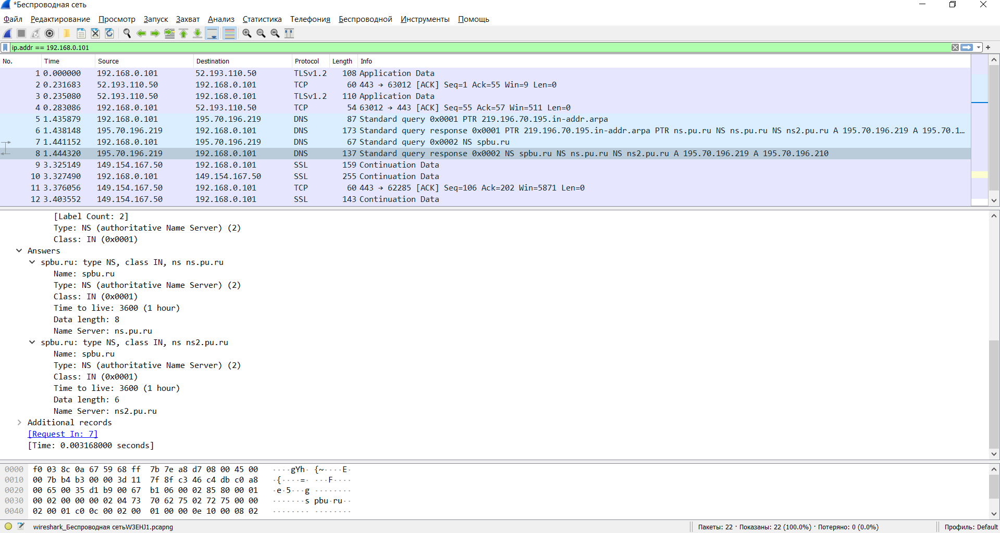 *Беспроводная сеть
Файл Редактирование Просмотр Запуск Захват Анализ Статистика Телефония Беспроводной Инструменты Помощь
ip.addr == 192.168.0.101
No. Time Source Destination Protocol Length Info
1 0.000000 192.168.0.101 52.193.110.50 TLSv1.2 108 Application Data
2 0.231683 52.193.110.50 192.168.0.101 TCP 60 443 → 63012 [ACK] Seq=1 Ack=55 Win=9 Len=0
3 0.235080 52.193.110.50 192.168.0.101 TLSv1.2 110 Application Data
4 0.283086 192.168.0.101 52.193.110.50 TCP 54 63012 → 443 [ACK] Seq=55 Ack=57 Win=511 Len=0
5 1.435879 192.168.0.101 195.70.196.219 DNS 87 Standard query 0x0001 PTR 219.196.70.195.in-addr.arpa
6 1.438148 195.70.196.219 192.168.0.101 DNS 173 Standard query response 0x0001 PTR 219.196.70.195.in-addr.arpa PTR ns.pu.ru NS ns.pu.ru NS ns2.pu.ru A 195.70.196.219 A 195.70.1…
7 1.441152 192.168.0.101 195.70.196.219 DNS 67 Standard query 0x0002 NS spbu.ru
8 1.444320 195.70.196.219 192.168.0.101 DNS 137 Standard query response 0x0002 NS spbu.ru NS ns.pu.ru NS ns2.pu.ru A 195.70.196.219 A 195.70.196.210
9 3.325149 149.154.167.50 192.168.0.101 SSL 159 Continuation Data
10 3.327490 192.168.0.101 149.154.167.50 SSL 255 Continuation Data
11 3.376056 149.154.167.50 192.168.0.101 TCP 60 443 → 62285 [ACK] Seq=106 Ack=202 Win=5871 Len=0
12 3.403552 149.154.167.50 192.168.0.101 SSL 143 Continuation Data
[Label Count: 2]
Type: NS (authoritative Name Server) (2)
Class: IN (0x0001)
Answers
spbu.ru: type NS, class IN, ns ns.pu.ru
Name: spbu.ru
Type: NS (authoritative Name Server) (2)
Class: IN (0x0001)
Time to live: 3600 (1 hour)
Data length: 8
Name Server: ns.pu.ru
spbu.ru: type NS, class IN, ns ns2.pu.ru
Name: spbu.ru
Type: NS (authoritative Name Server) (2)
Class: IN (0x0001)
Time to live: 3600 (1 hour)
Data length: 6
Name Server: ns2.pu.ru
Additional records
[Request In: 7]
[Time: 0.003168000 seconds]
0000 f0 03 8c 0a 67 59 68 ff 7b 7e a8 d7 08 00 45 00 ····gYh· {~····E·
0010 00 7b b4 b3 00 00 3d 11 7f 8f c3 46 c4 db c0 a8 ·{····=· ···F····
0020 00 65 00 35 d1 b9 00 67 b1 06 00 02 85 80 00 01 ·e·5···g ········
0030 00 02 00 00 00 02 04 73 70 62 75 02 72 75 00 00 ·······s pbu·ru··
0040 02 00 01 c0 0c 00 02 00 01 00 00 0e 10 00 08 02 ········ ········
wireshark_Беспроводная сетьW3EHJ1.pcapng Пакеты: 22 · Показаны: 22 (100.0%) · Потеряно: 0 (0.0%) Профиль: Default